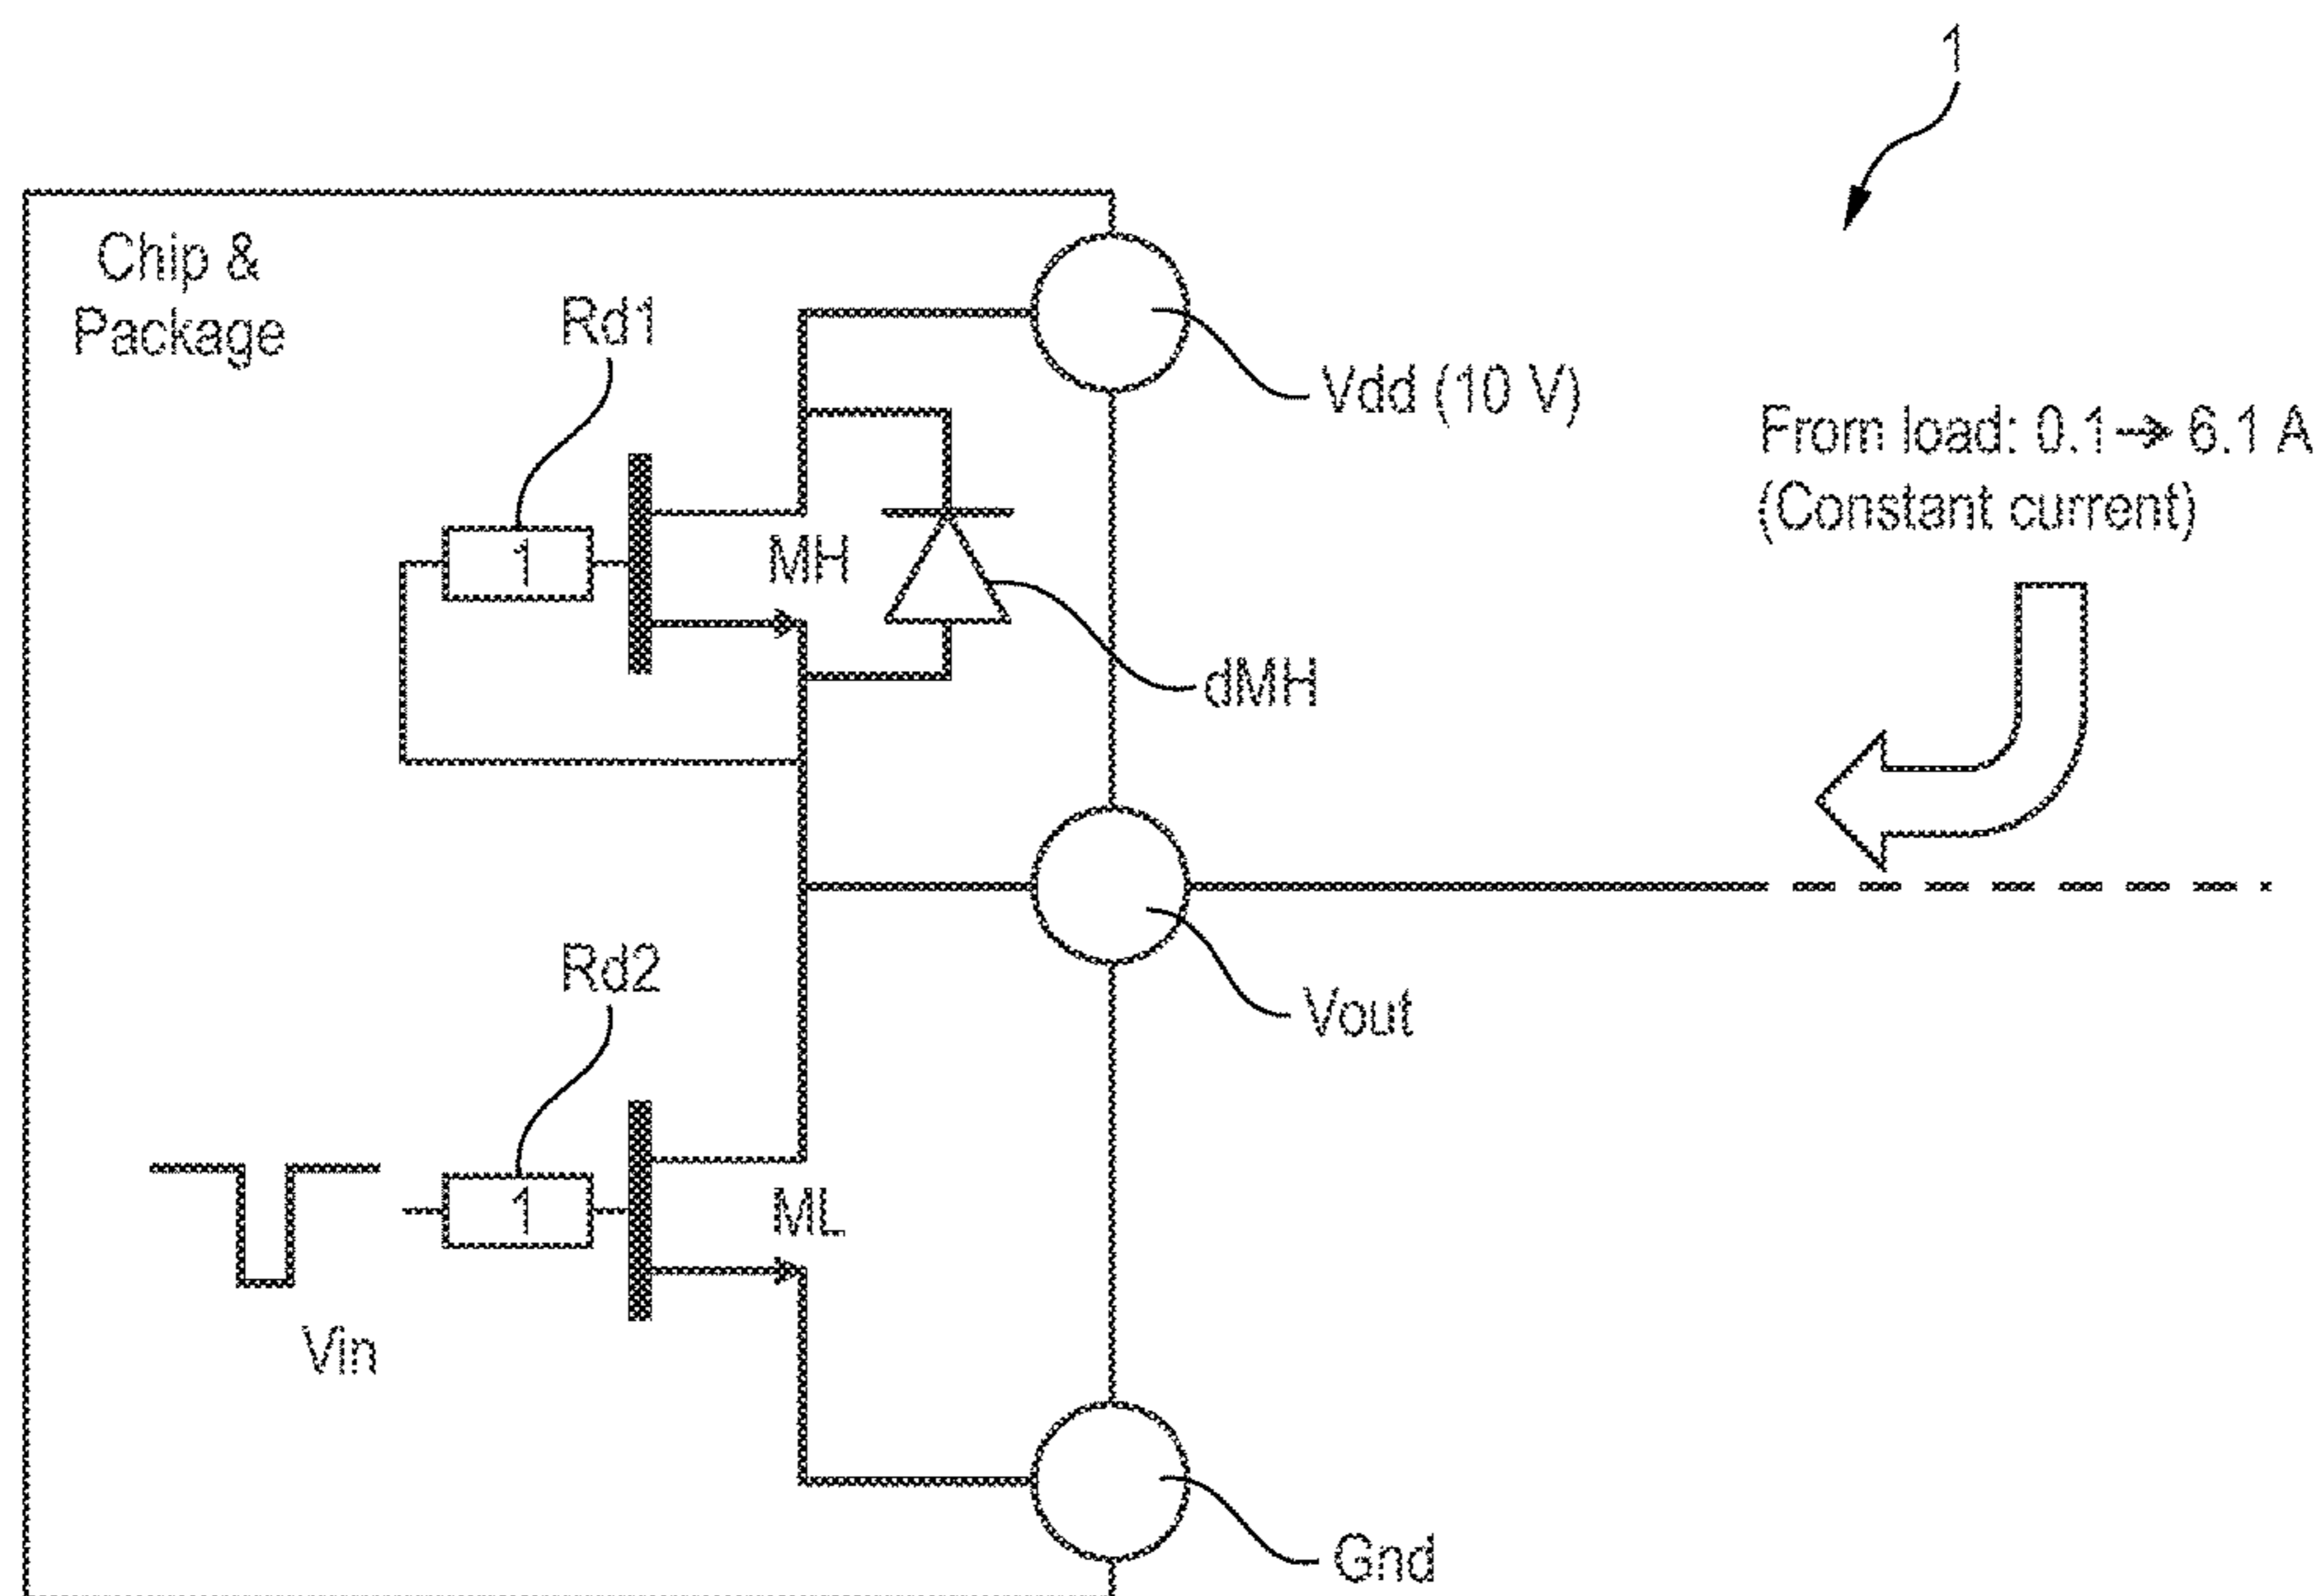 1
Chip &
Package
Rd1
Vdd (10 V)
From load: 0.1→ 6.1 A
(Constant current)
1
MH
dMH
Rd2
Vout
1
ML
Vin
Gnd